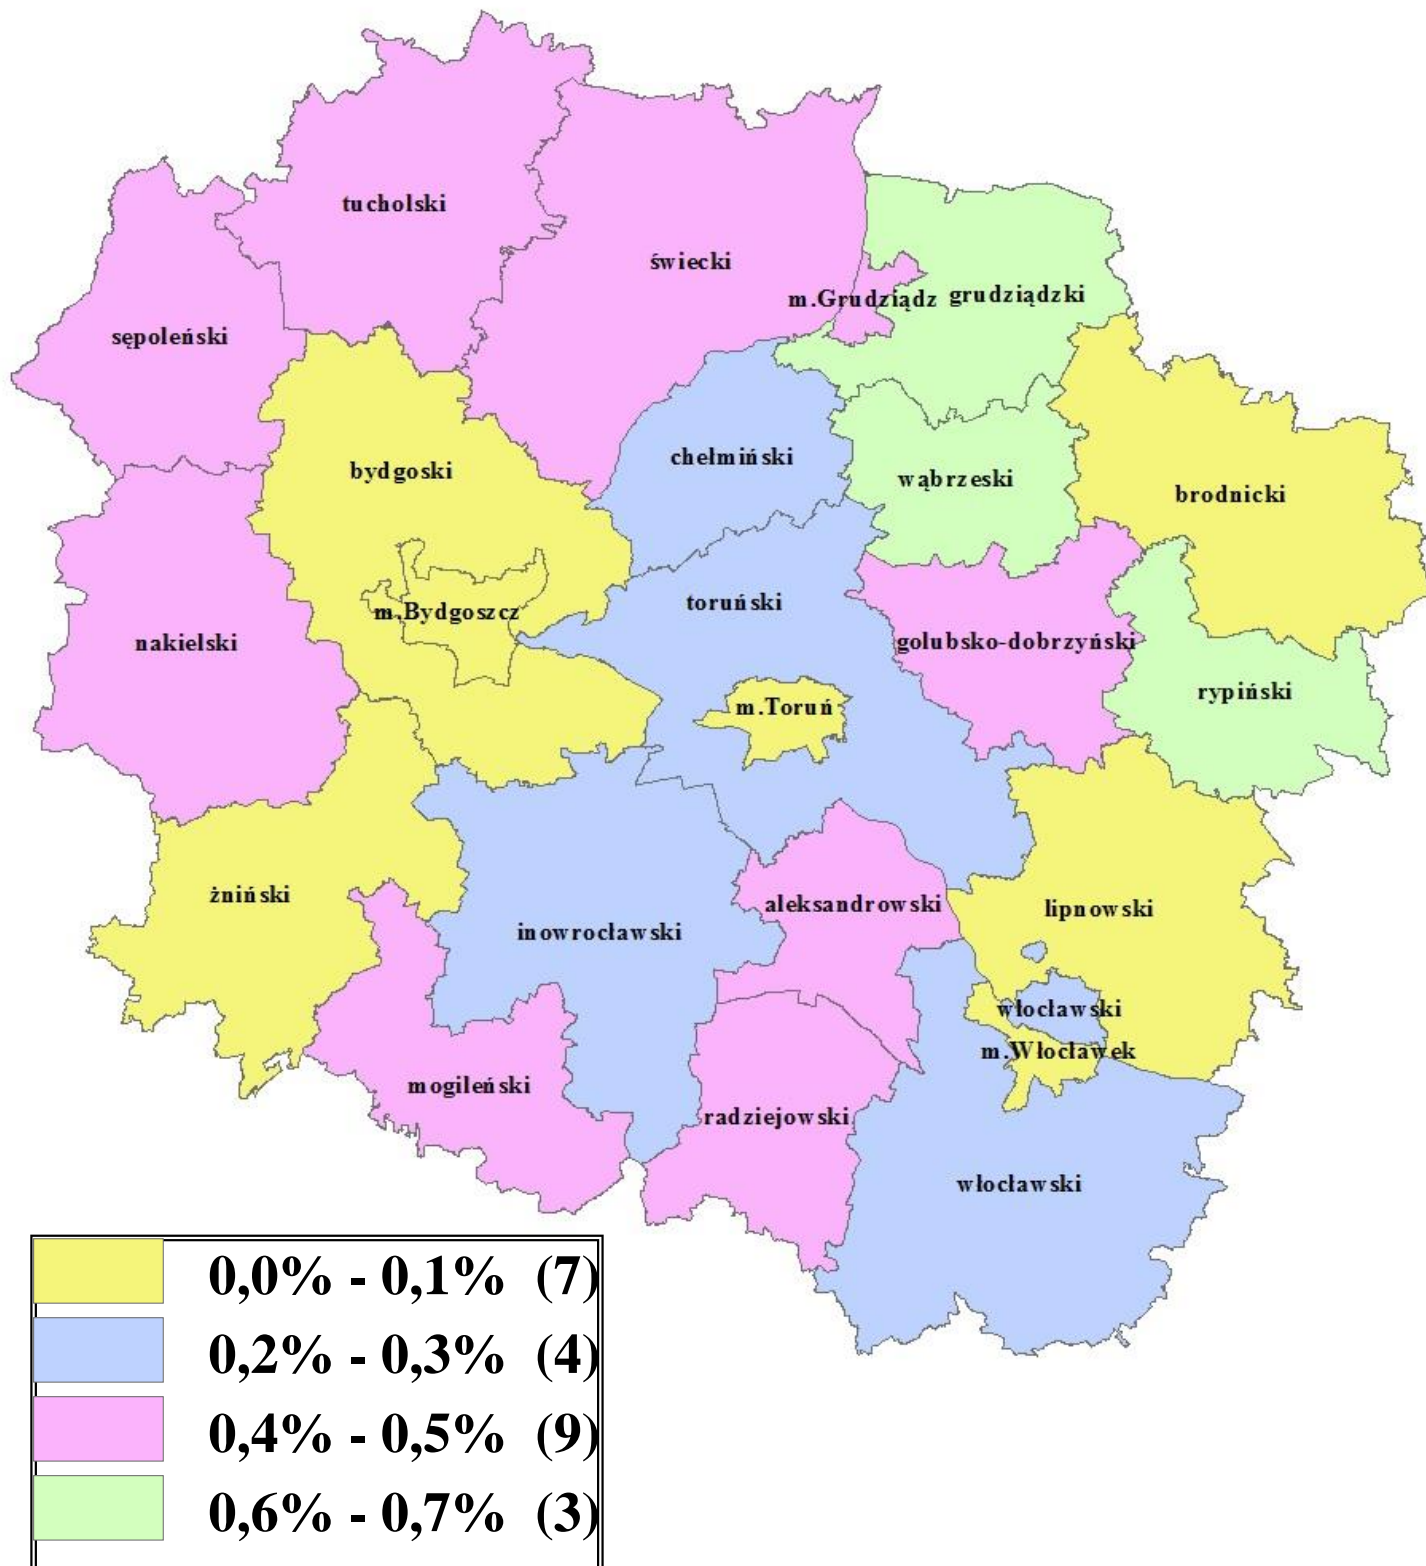 tucholski
świecki
m.Grudziądz
grudziądzki
sępoleński
chełmiński
bydgoski
wąbrzeski
brodnicki
m.Bydgoszcz
toruński
nakielski
golubsko-dobrzyński
rypiński
m.Toruń
żniński
aleksandrowski
lipnowski
inowrocławski
włocławski
m.Włocławek
mogileński
radziejowski
włocławski
0,0% - 0,1% (7)
0,2% - 0,3% (4)
0,4% - 0,5% (9)
0,6% - 0,7% (3)